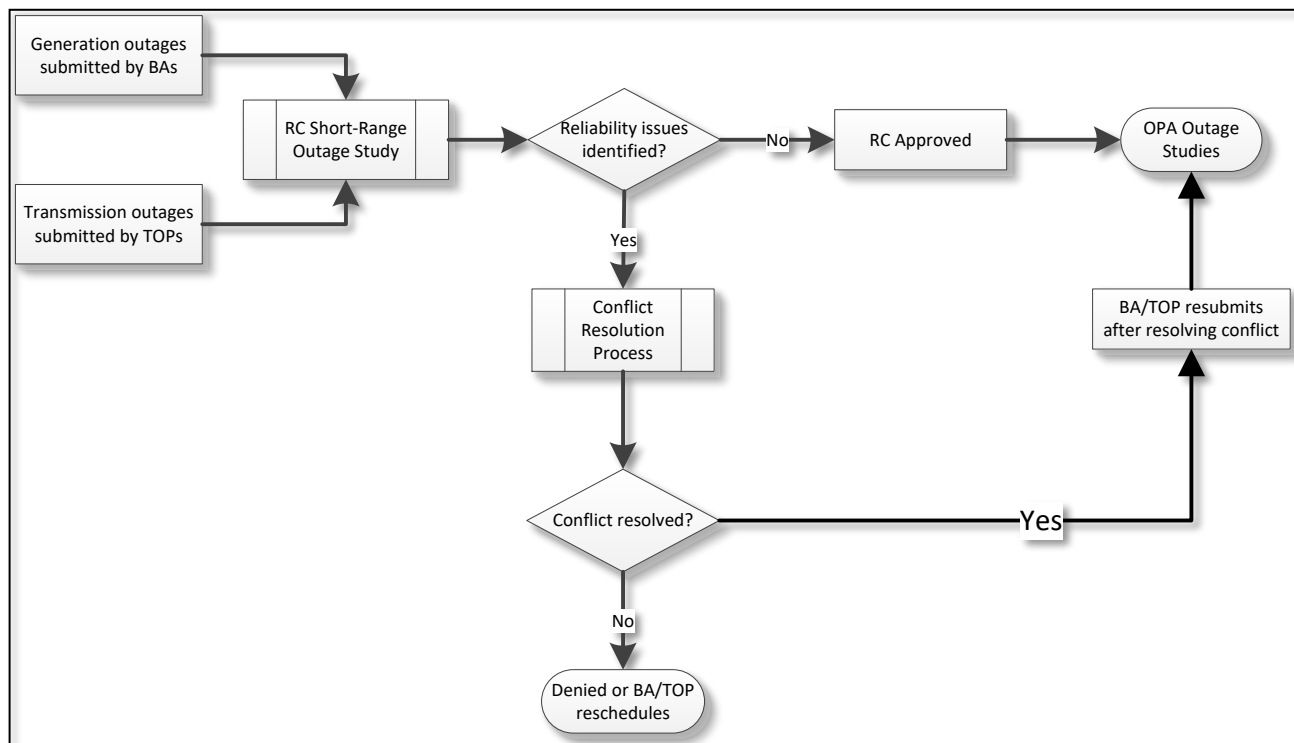 Generation outages
submitted by BAs
RC Short-Range
Outage Study
Transmission outages
submitted by TOPs
Reliability issues
identified?
No
RC Approved
OPA Outage
Studies
Yes
Conflict
Resolution
Process
BA/TOP resubmits
after resolving conflict
Conflict resolved?
Yes
No
Denied or BA/TOP
reschedules